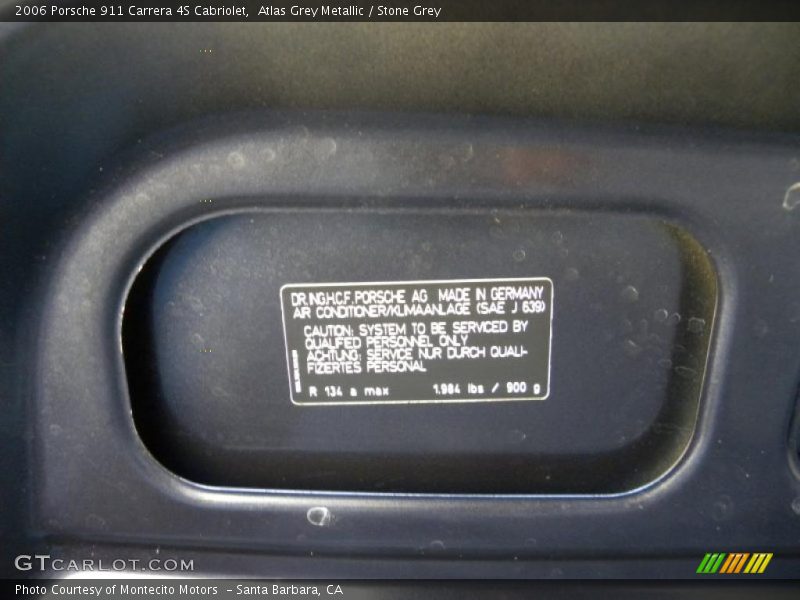 2006 Porsche 911 Carrera 4S Cabriolet,  Atlas Grey Metallic / Stone Grey
DR.ING.H.C.F.PORSCHE AG MADE IN GERMANY
AIR CONDITIONER/KLIMAANLAGE (SAE J 639)
CAUTION: SYSTEM TO BE SERVICED BY
QUALIFIED PERSONNEL ONLY
ACHTUNG: SERVICE NUR DURCH QUALI-
FIZIERTES PERSONAL
R 134 a max 1.984 lbs / 900 g
GTCARLOT.COM
Photo Courtesy of Montecito Motors - Santa Barbara, CA